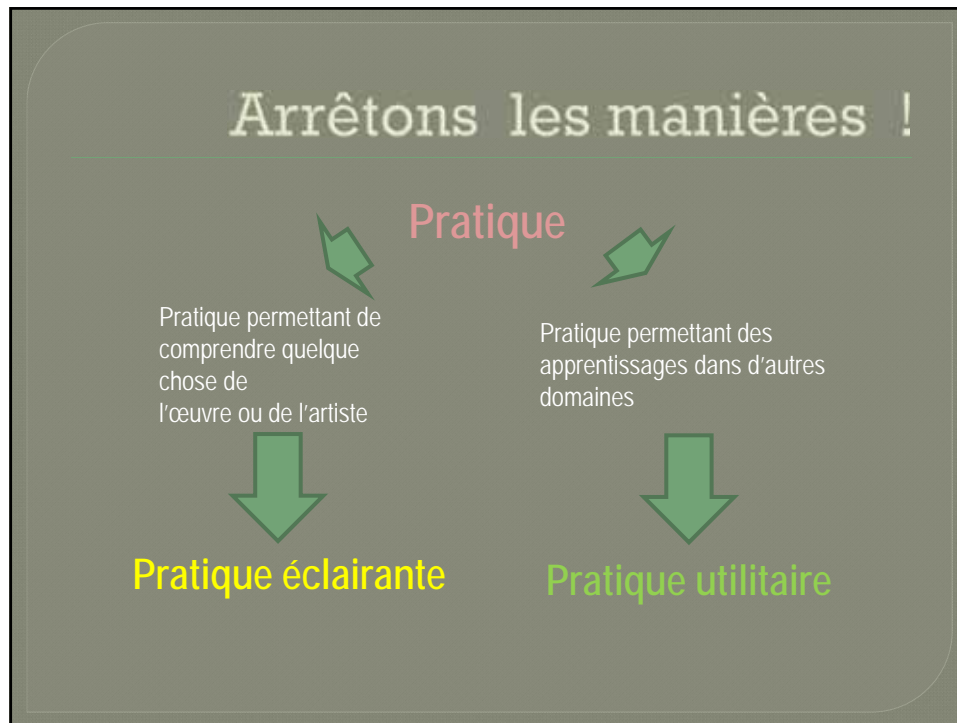 Arrêtons les manières !
Pratique
Pratique permettant de
comprendre quelque
chose de
l'œuvre ou de l'artiste
Pratique permettant des
apprentissages dans d'autres
domaines
Pratique éclairante
Pratique utilitaire